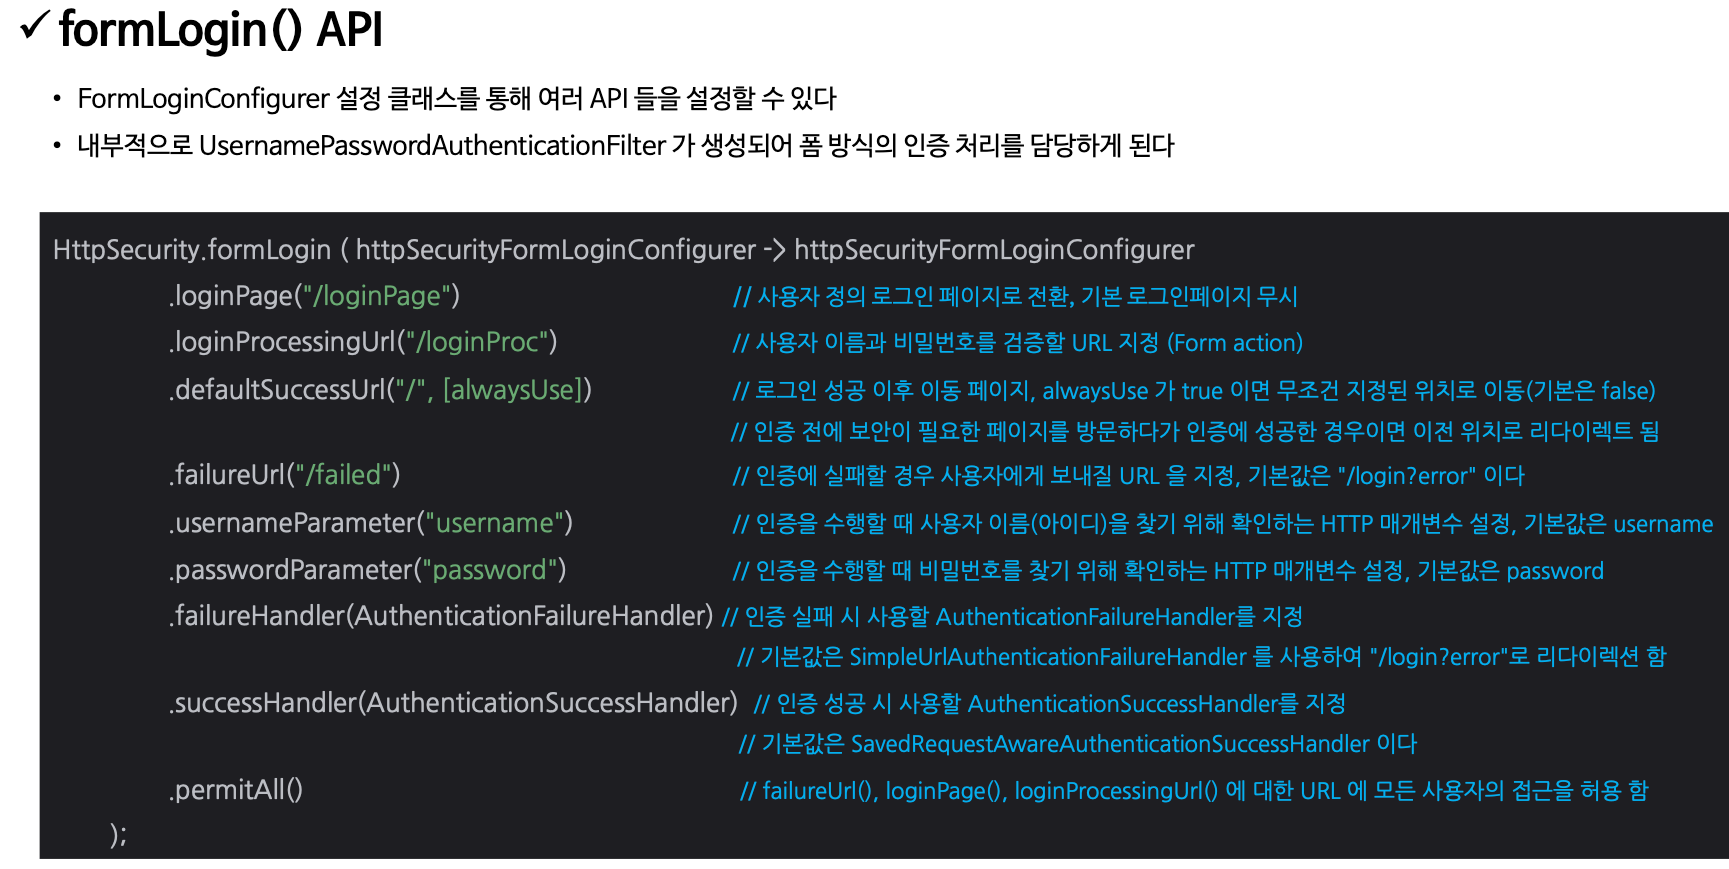 ✓ formLogin() API
• FormLoginConfigurer 설정 클래스를 통해 여러 API 들을 설정할 수 있다
• 내부적으로 UsernamePasswordAuthenticationFilter 가 생성되어 폼 방식의 인증 처리를 담당하게 된다
HttpSecurity.formLogin ( httpSecurityFormLoginConfigurer -> httpSecurityFormLoginConfigurer
.loginPage("/loginPage") // 사용자 정의 로그인 페이지로 전환, 기본 로그인페이지 무시
.loginProcessingUrl("/loginProc") // 사용자 이름과 비밀번호를 검증할 URL 지정 (Form action)
.defaultSuccessUrl("/", [alwaysUse]) // 로그인 성공 이후 이동 페이지, alwaysUse 가 true 이면 무조건 지정된 위치로 이동(기본은 false)
// 인증 전에 보안이 필요한 페이지를 방문하다가 인증에 성공한 경우이면 이전 위치로 리다이렉트 됨
.failureUrl("/failed") // 인증에 실패할 경우 사용자에게 보내질 URL 을 지정, 기본값은 "/login?error" 이다
.usernameParameter("username") // 인증을 수행할 때 사용자 이름(아이디)을 찾기 위해 확인하는 HTTP 매개변수 설정, 기본값은 username
.passwordParameter("password") // 인증을 수행할 때 비밀번호를 찾기 위해 확인하는 HTTP 매개변수 설정, 기본값은 password
.failureHandler(AuthenticationFailureHandler) // 인증 실패 시 사용할 AuthenticationFailureHandler를 지정
// 기본값은 SimpleUrlAuthenticationFailureHandler 를 사용하여 "/login?error"로 리다이렉션 함
.successHandler(AuthenticationSuccessHandler) // 인증 성공 시 사용할 AuthenticationSuccessHandler를 지정
// 기본값은 SavedRequestAwareAuthenticationSuccessHandler 이다
.permitAll() // failureUrl(), loginPage(), loginProcessingUrl() 에 대한 URL 에 모든 사용자의 접근을 허용 함
);